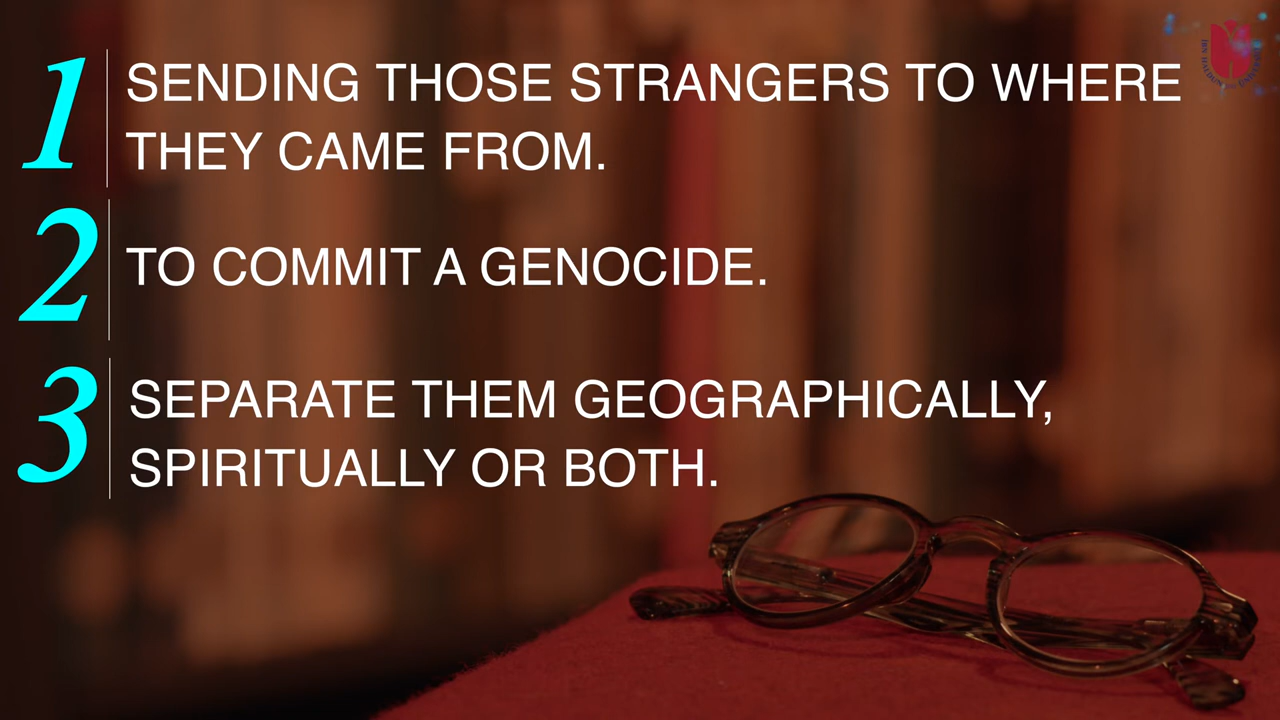 1 SENDING THOSE STRANGERS TO WHERE
THEY CAME FROM.
2 TO COMMIT A GENOCIDE.
3 SEPARATE THEM GEOGRAPHICALLY,
SPIRITUALLY OR BOTH.